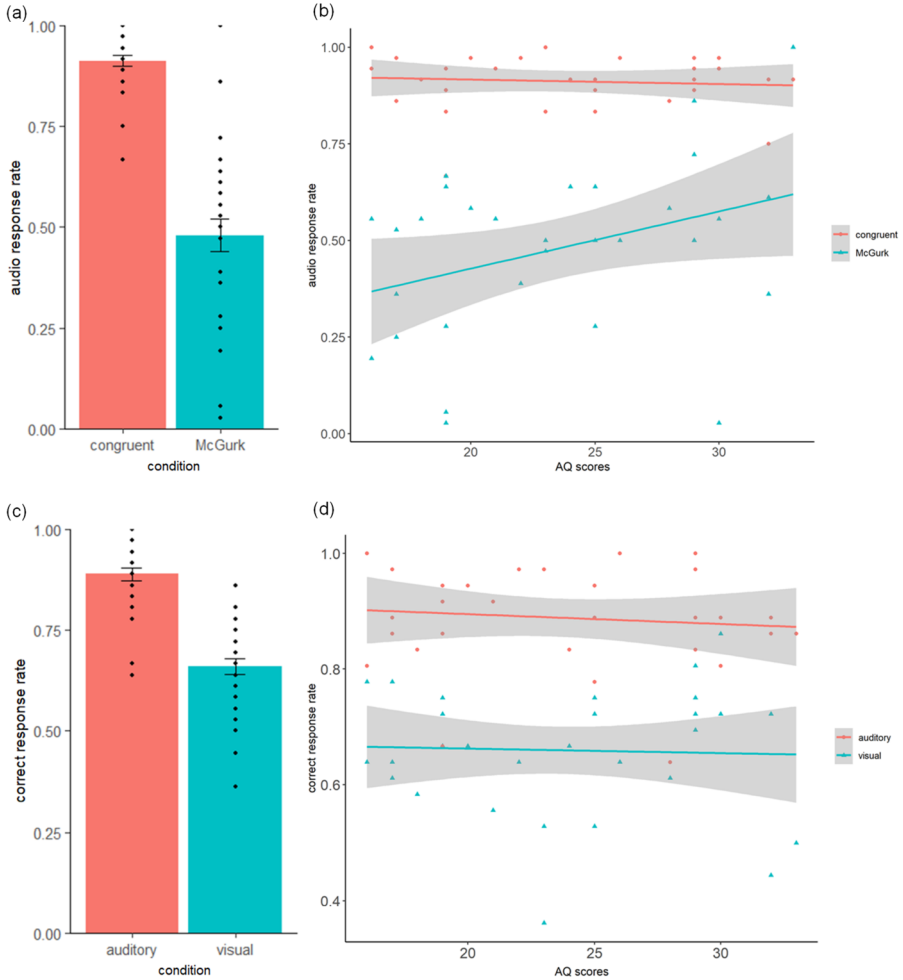 (a)
1.00
0.75
0.50
0.25
0.00
audio response rate
congruent McGurk
condition
(b)
1.00
0.75
0.50
0.25
0.00
audio response rate
20 25 30
AQ scores
congruent
McGurk
(c)
1.00
0.75
0.50
0.25
0.00
correct response rate
auditory visual
condition
(d)
1.0
0.8
0.6
0.4
correct response rate
20 25 30
AQ scores
auditory
visual